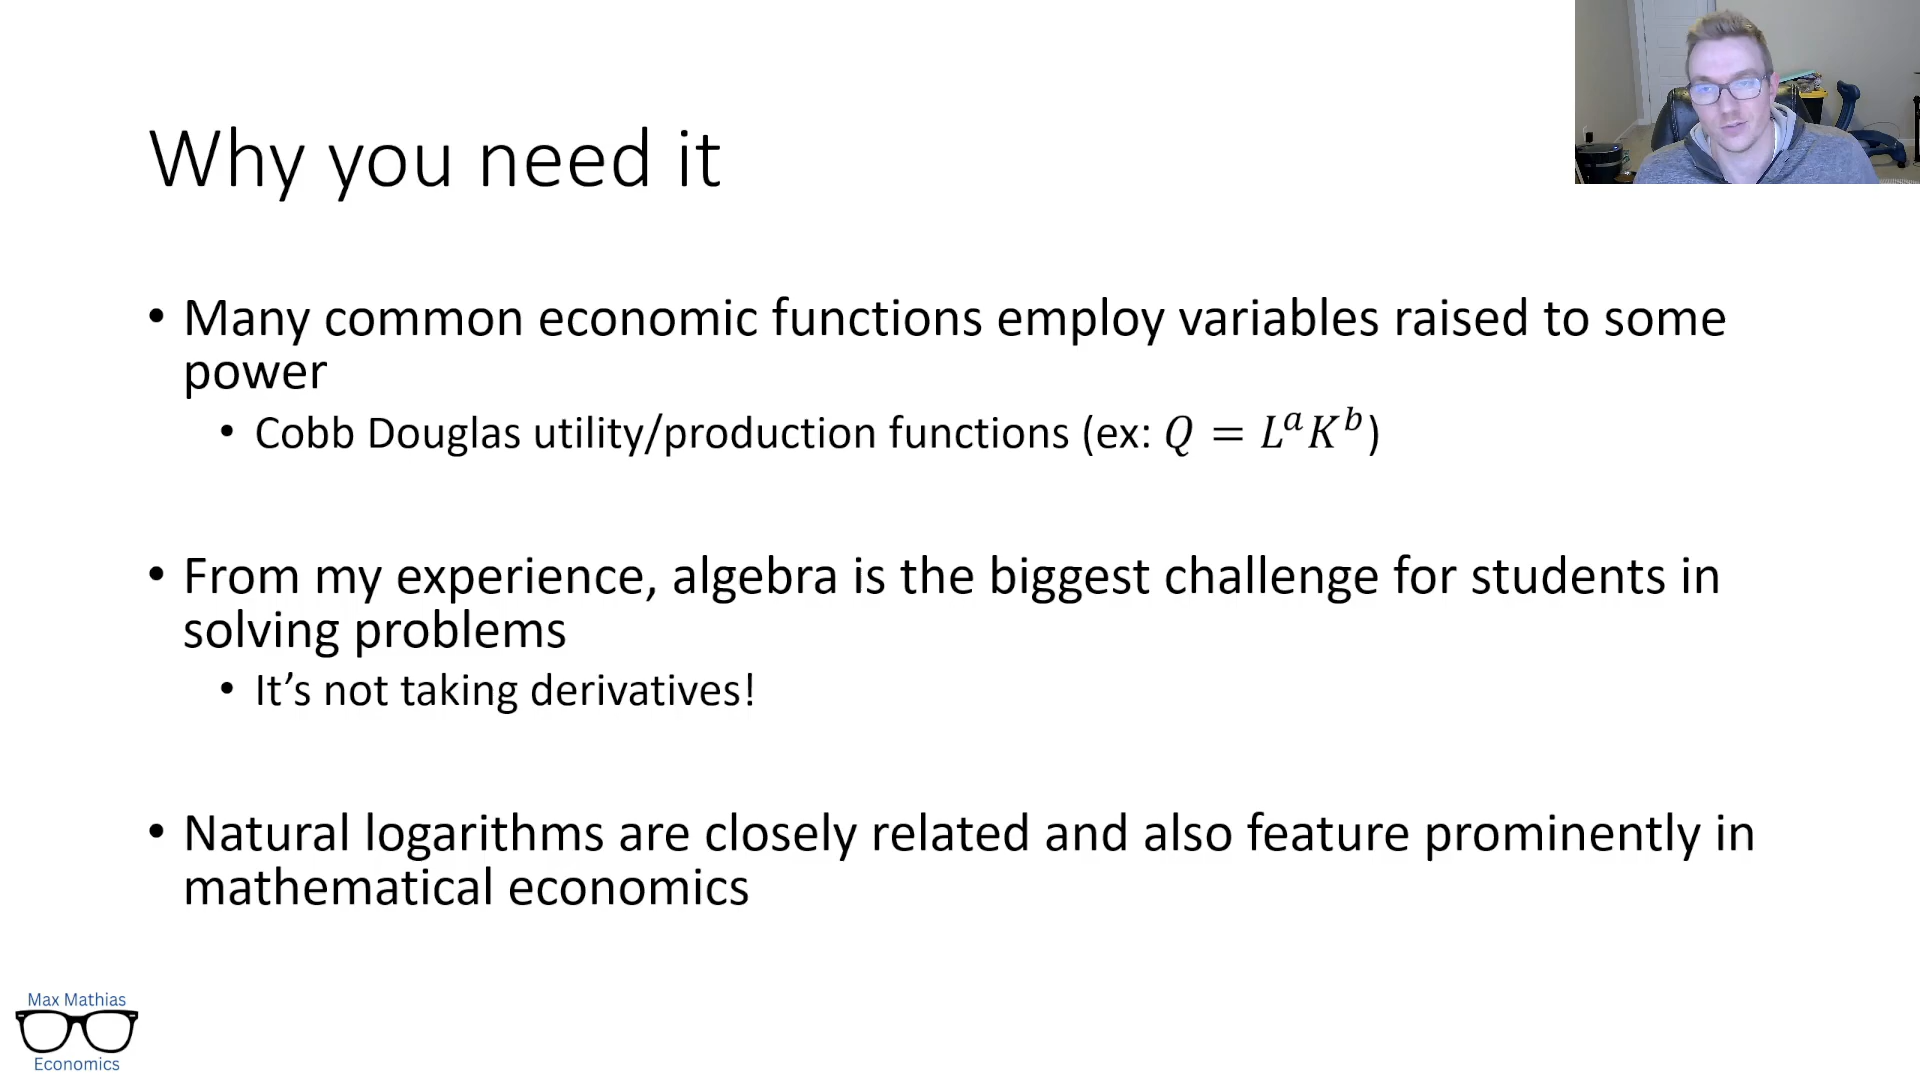 Why you need it
• Many common economic functions employ variables raised to some
power
• Cobb Douglas utility/production functions (ex: Q = LᵃKᵇ)
• From my experience, algebra is the biggest challenge for students in
solving problems
• It’s not taking derivatives!
• Natural logarithms are closely related and also feature prominently in
mathematical economics
Max Mathias
Economics